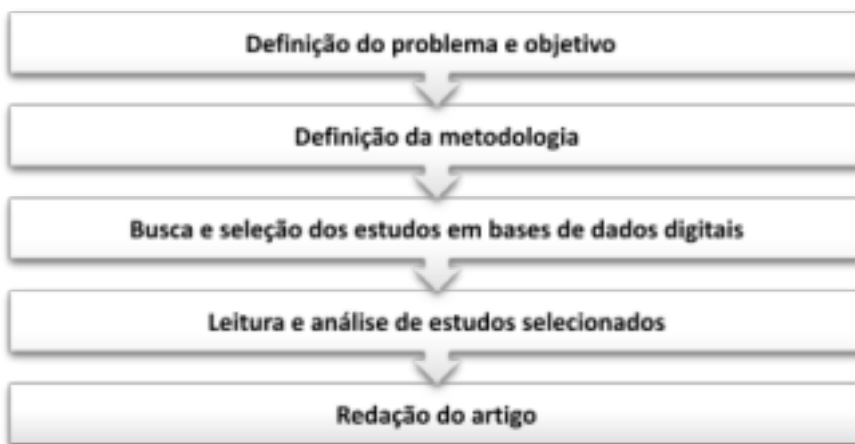 Definição do problema e objetivo
Definição da metodologia
Busca e seleção dos estudos em bases de dados digitais
Leitura e análise de estudos selecionados
Redação do artigo